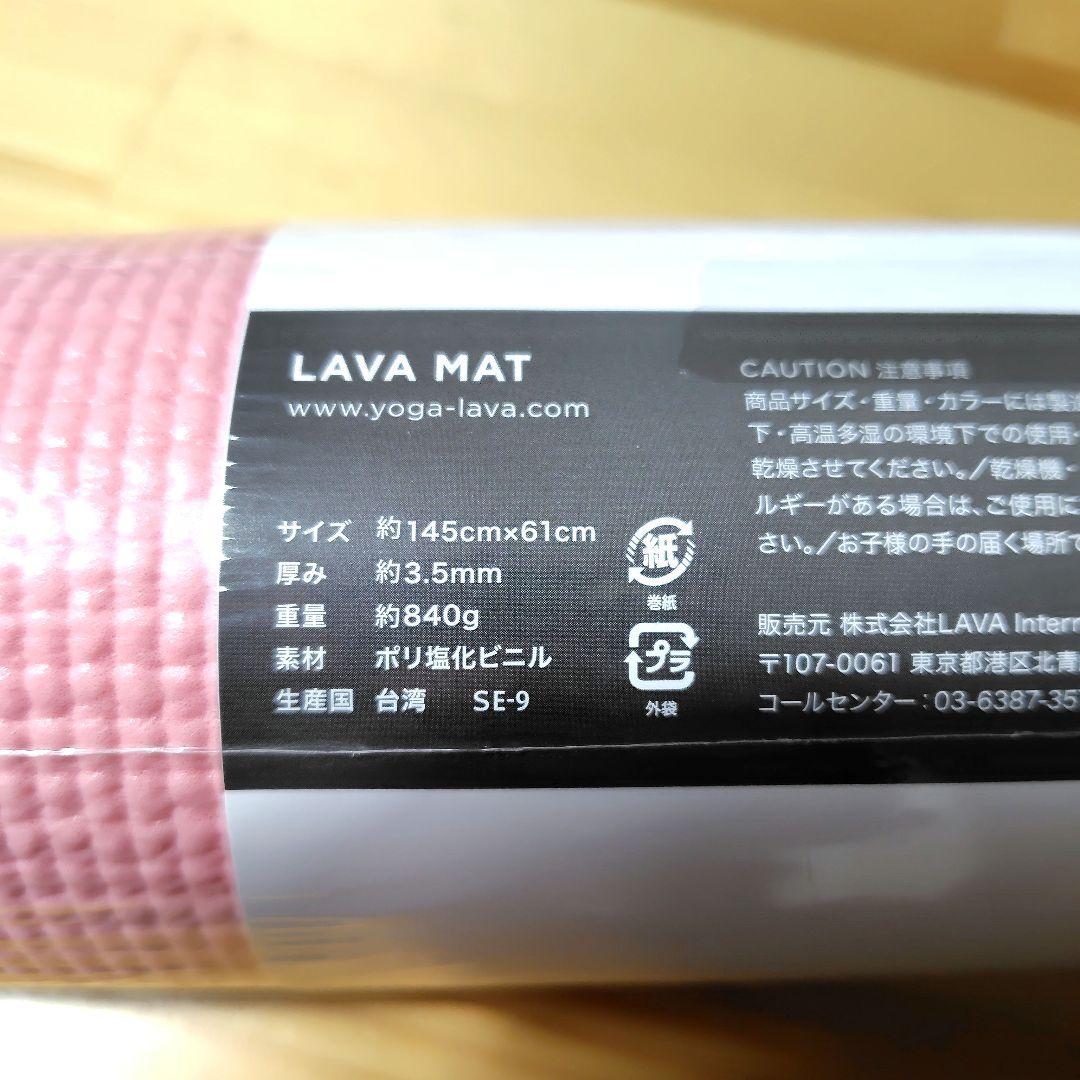 LAVA MAT
www.yoga-lava.com
サイズ 約145cm×61cm
厚み 約3.5mm
重量 約840g
素材 ポリ塩化ビニル
生産国 台湾 SE-9
紙
巻紙
プラ
外袋
CAUTION 注意事項
商品サイズ・重量・カラーには製造
下・高温多湿の環境下での使用・
乾燥させてください。/乾燥機・
ルギーがある場合は、ご使用に
さい。/お子様の手の届く場所で
販売元 株式会社LAVA Intern
〒107-0061 東京都港区北青
コールセンター:03-6387-35